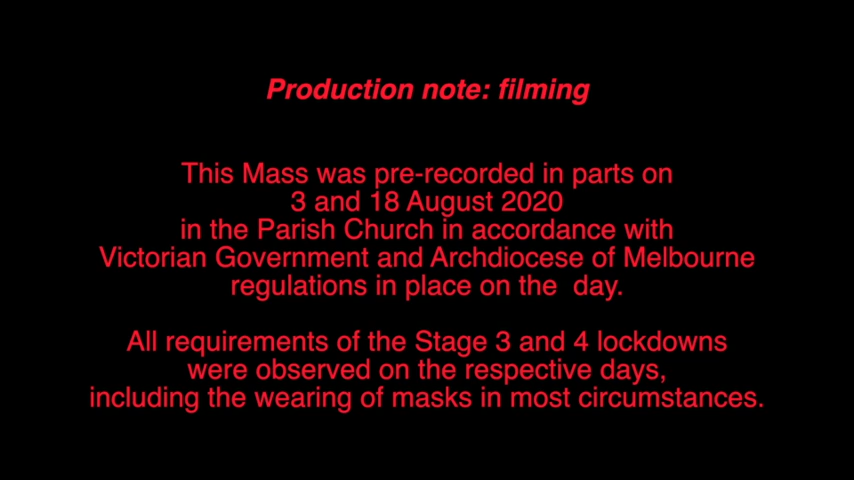 Production note: filming
This Mass was pre-recorded in parts on
3 and 18 August 2020
in the Parish Church in accordance with
Victorian Government and Archdiocese of Melbourne
regulations in place on the  day.
All requirements of the Stage 3 and 4 lockdowns
were observed on the respective days,
including the wearing of masks in most circumstances.